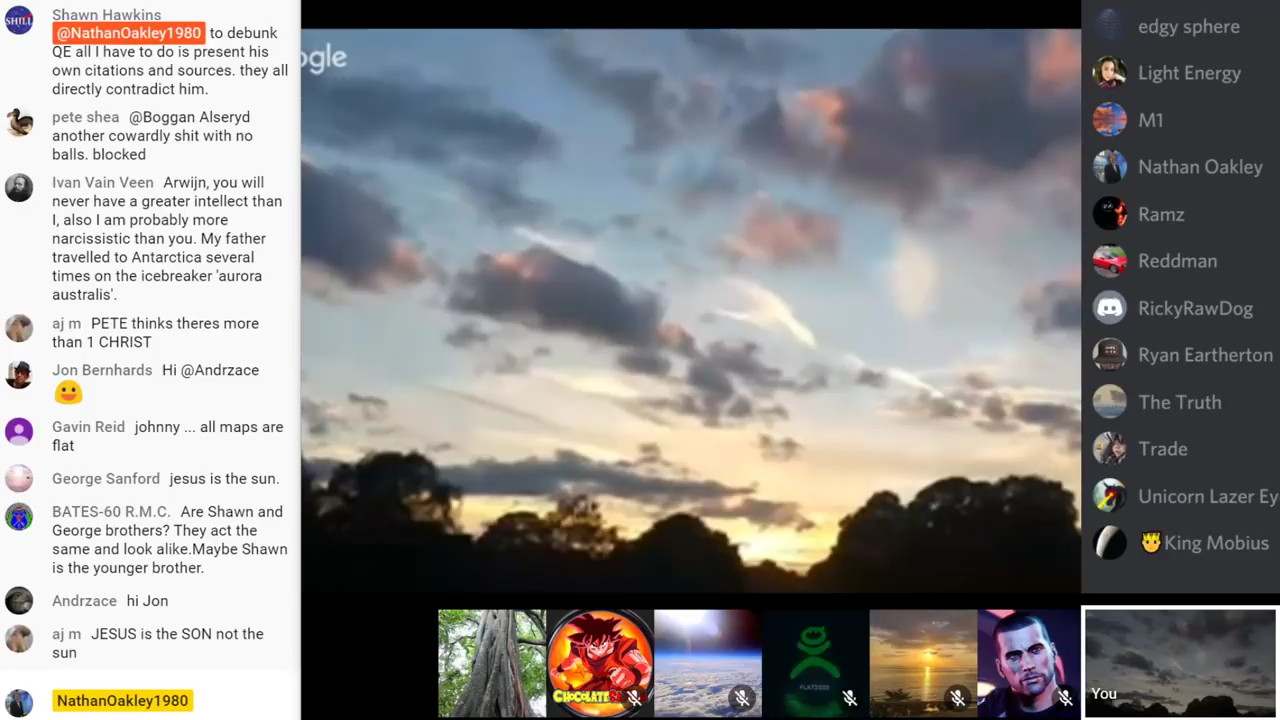 Shawn Hawkins
@NathanOakley1980 to debunk
QE all I have to do is present his
own citations and sources. they all
directly contradict him.
pete shea @Boggan Alseryd
another cowardly shit with no
balls. blocked
Ivan Vain Veen Arwijn, you will
never have a greater intellect than
I, also I am probably more
narcissistic than you. My father
travelled to Antarctica several
times on the icebreaker 'aurora
australis'.
aj m PETE thinks theres more
than 1 CHRIST
Jon Bernhards Hi @Andrzace
Gavin Reid johnny ... all maps are
flat
George Sanford jesus is the sun.
BATES-60 R.M.C. Are Shawn and
George brothers? They act the
same and look alike.Maybe Shawn
is the younger brother.
Andrzace hi Jon
aj m JESUS is the SON not the
sun
NathanOakley1980
SHILL
ogle
edgy sphere
Light Energy
M1
Nathan Oakley
Ramz
Reddman
RickyRawDog
Ryan Eartherton
The Truth
Trade
Unicorn Lazer Ey
King Mobius
You